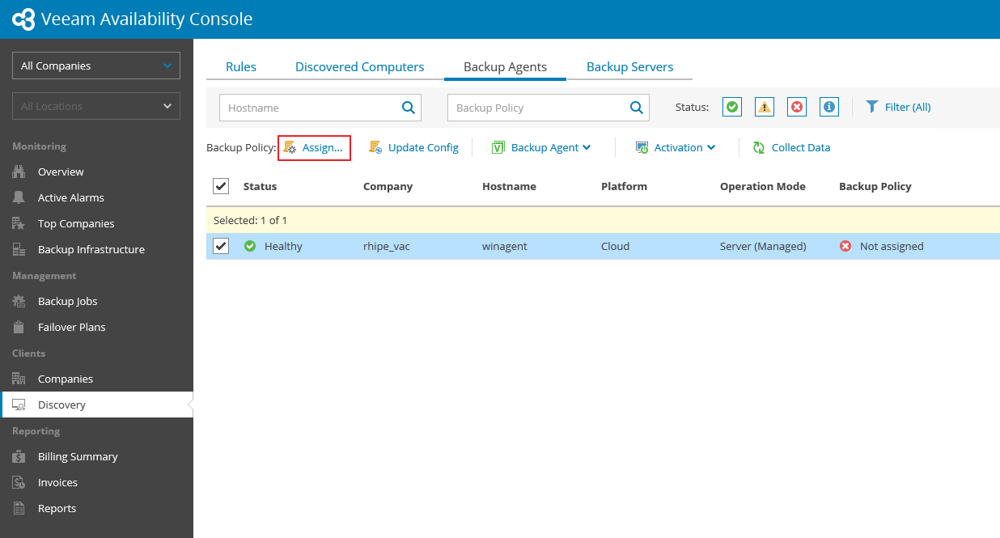 Veeam Availability Console
All Companies
All Locations
Monitoring
Overview
Active Alarms
Top Companies
Backup Infrastructure
Management
Backup Jobs
Failover Plans
Clients
Companies
Discovery
Reporting
Billing Summary
Invoices
Reports
Rules Discovered Computers Backup Agents Backup Servers
Hostname Backup Policy Status: Filter (All)
Backup Policy: Assign... Update Config Backup Agent Activation Collect Data
Status Company Hostname Platform Operation Mode Backup Policy
Selected: 1 of 1
Healthy rhipe_vac winagent Cloud Server (Managed) Not assigned